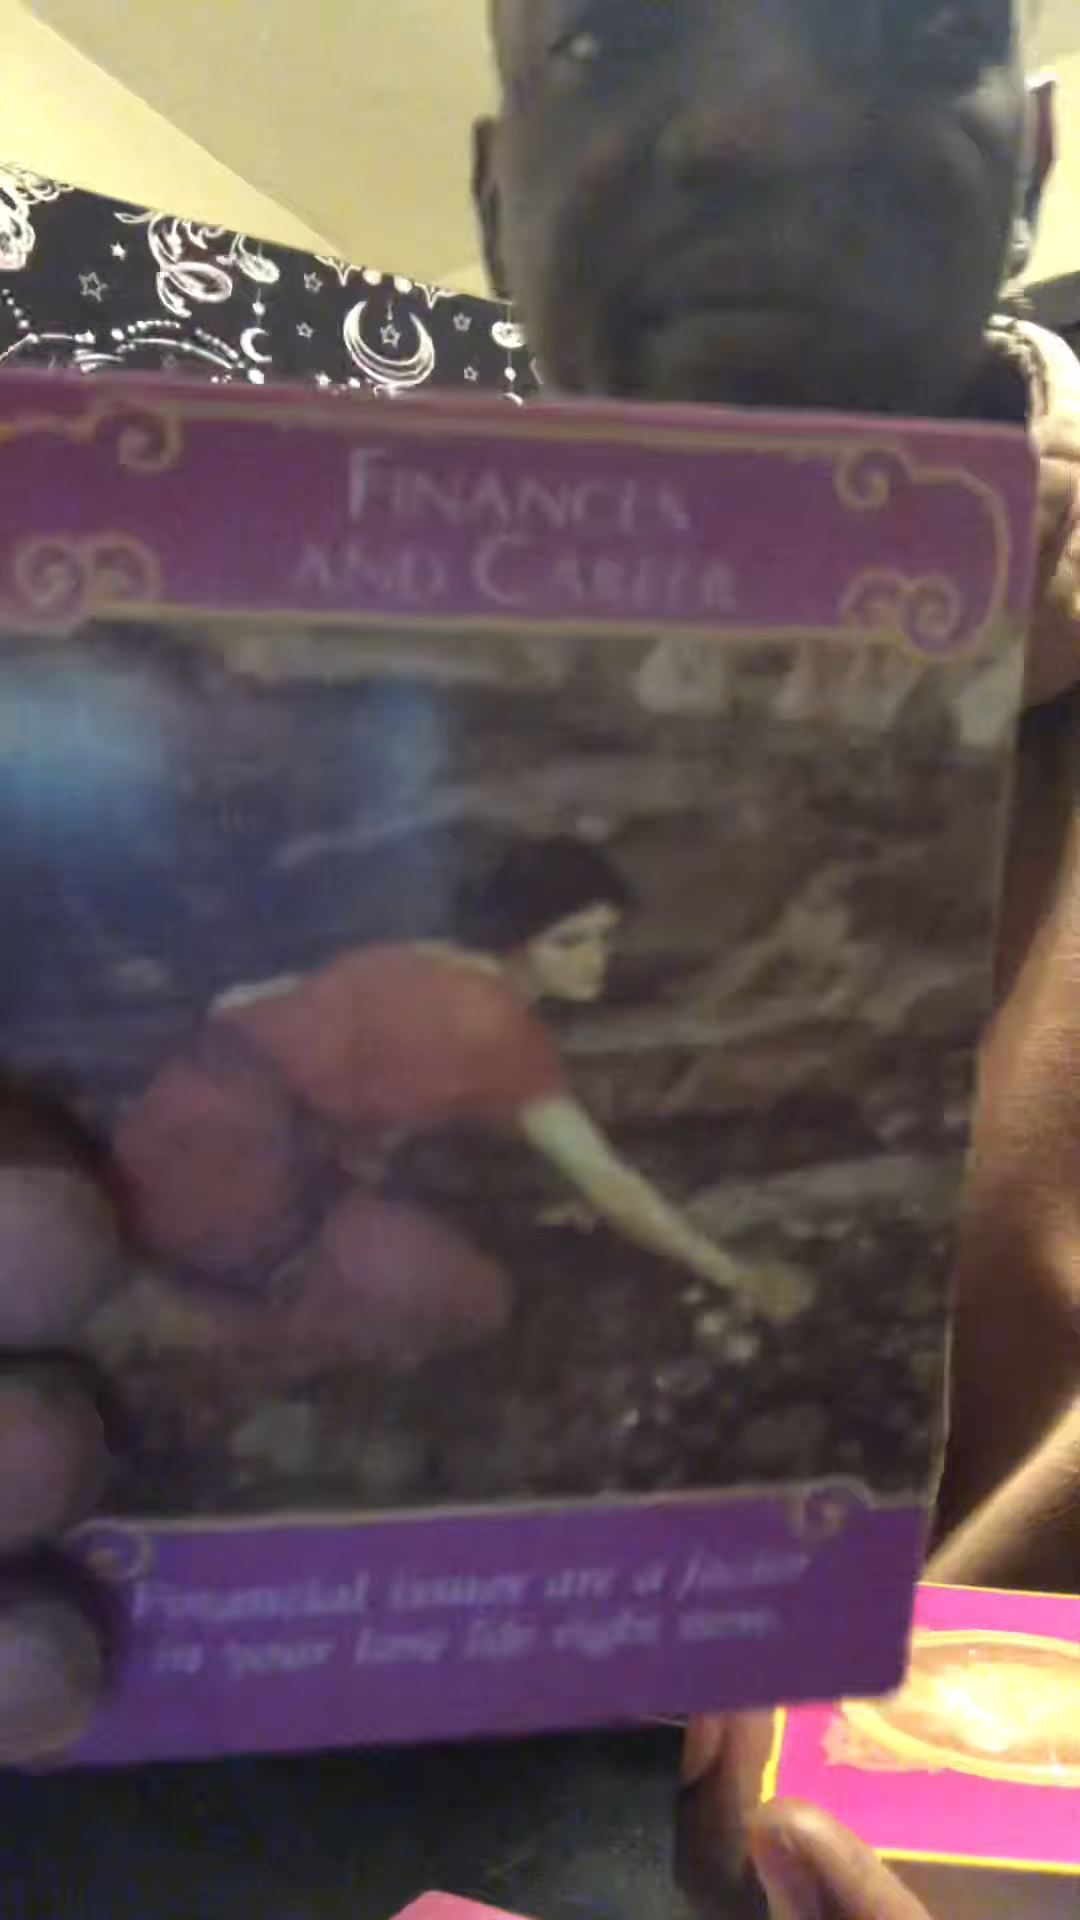 FINANCES
AND CAREER
Financial issues are a factor
in your love life right now.